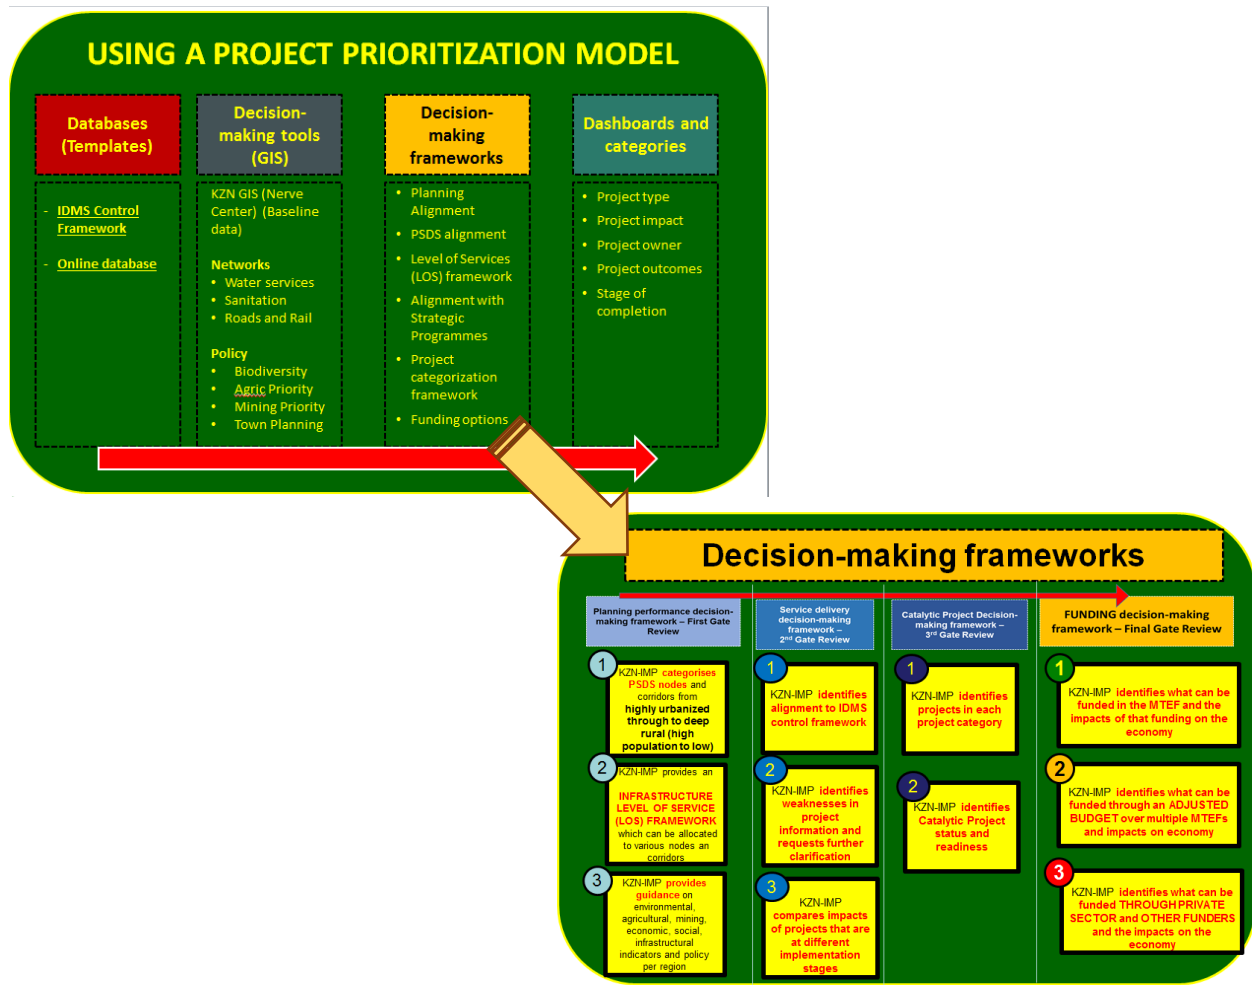 USING A PROJECT PRIORITIZATION MODEL
Databases
(Templates)
- IDMS Control
Framework
- Online database
Decision-
making tools
(GIS)
KZN GIS (Nerve
Center) (Baseline
data)
Networks
• Water services
• Sanitation
• Roads and Rail
Policy
• Biodiversity
• Agric Priority
• Mining Priority
• Town Planning
Decision-
making
frameworks
• Planning
Alignment
• PSDS alignment
• Level of Services
(LOS) framework
• Alignment with
Strategic
Programmes
• Project
categorization
framework
• Funding options
Dashboards and
categories
• Project type
• Project impact
• Project owner
• Project outcomes
• Stage of
completion
Decision-making frameworks
Planning performance decision-
making framework – First Gate
Review
1
KZN-IMP categorises
PSDS nodes and
corridors from
highly urbanized
through to deep
rural (high
population to low)
2
KZN-IMP provides an
INFRASTRUCTURE
LEVEL OF SERVICE
(LOS) FRAMEWORK
which can be allocated
to various nodes an
corridors
3
KZN-IMP provides
guidance on
environmental,
agricultural, mining,
economic, social,
infrastructural
indicators and policy
per region
Service delivery
decision-making
framework –
2nd Gate Review
1
KZN-IMP identifies
alignment to IDMS
control framework
2
KZN-IMP identifies
weaknesses in
project
information and
requests further
clarification
3
KZN-IMP
compares impacts
of projects that are
at different
implementation
stages
Catalytic Project Decision-
making framework –
3rd Gate Review
1
KZN-IMP identifies
projects in each
project category
2
KZN-IMP identifies
Catalytic Project
status and
readiness
FUNDING decision-making
framework – Final Gate Review
1
KZN-IMP identifies what can be
funded in the MTEF and the
impacts of that funding on the
economy
2
KZN-IMP identifies what can be
funded through an ADJUSTED
BUDGET over multiple MTEFs
and impacts on economy
3
KZN-IMP identifies what can be
funded THROUGH PRIVATE
SECTOR and OTHER FUNDERS
and the impacts on the
economy